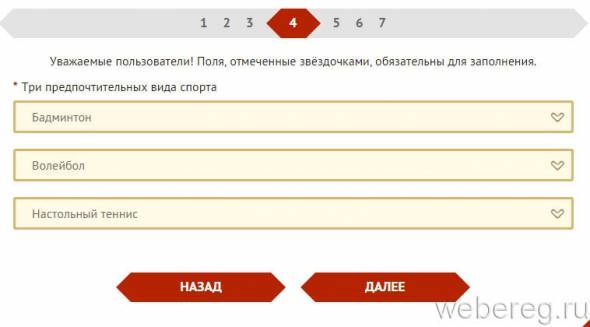 1 2 3 4 5 6 7
Уважаемые пользователи! Поля, отмеченные звёздочками, обязательны для заполнения.
* Три предпочтительных вида спорта
Бадминтон
Волейбол
Настольный теннис
НАЗАД ДАЛЕЕ
webereg.ru